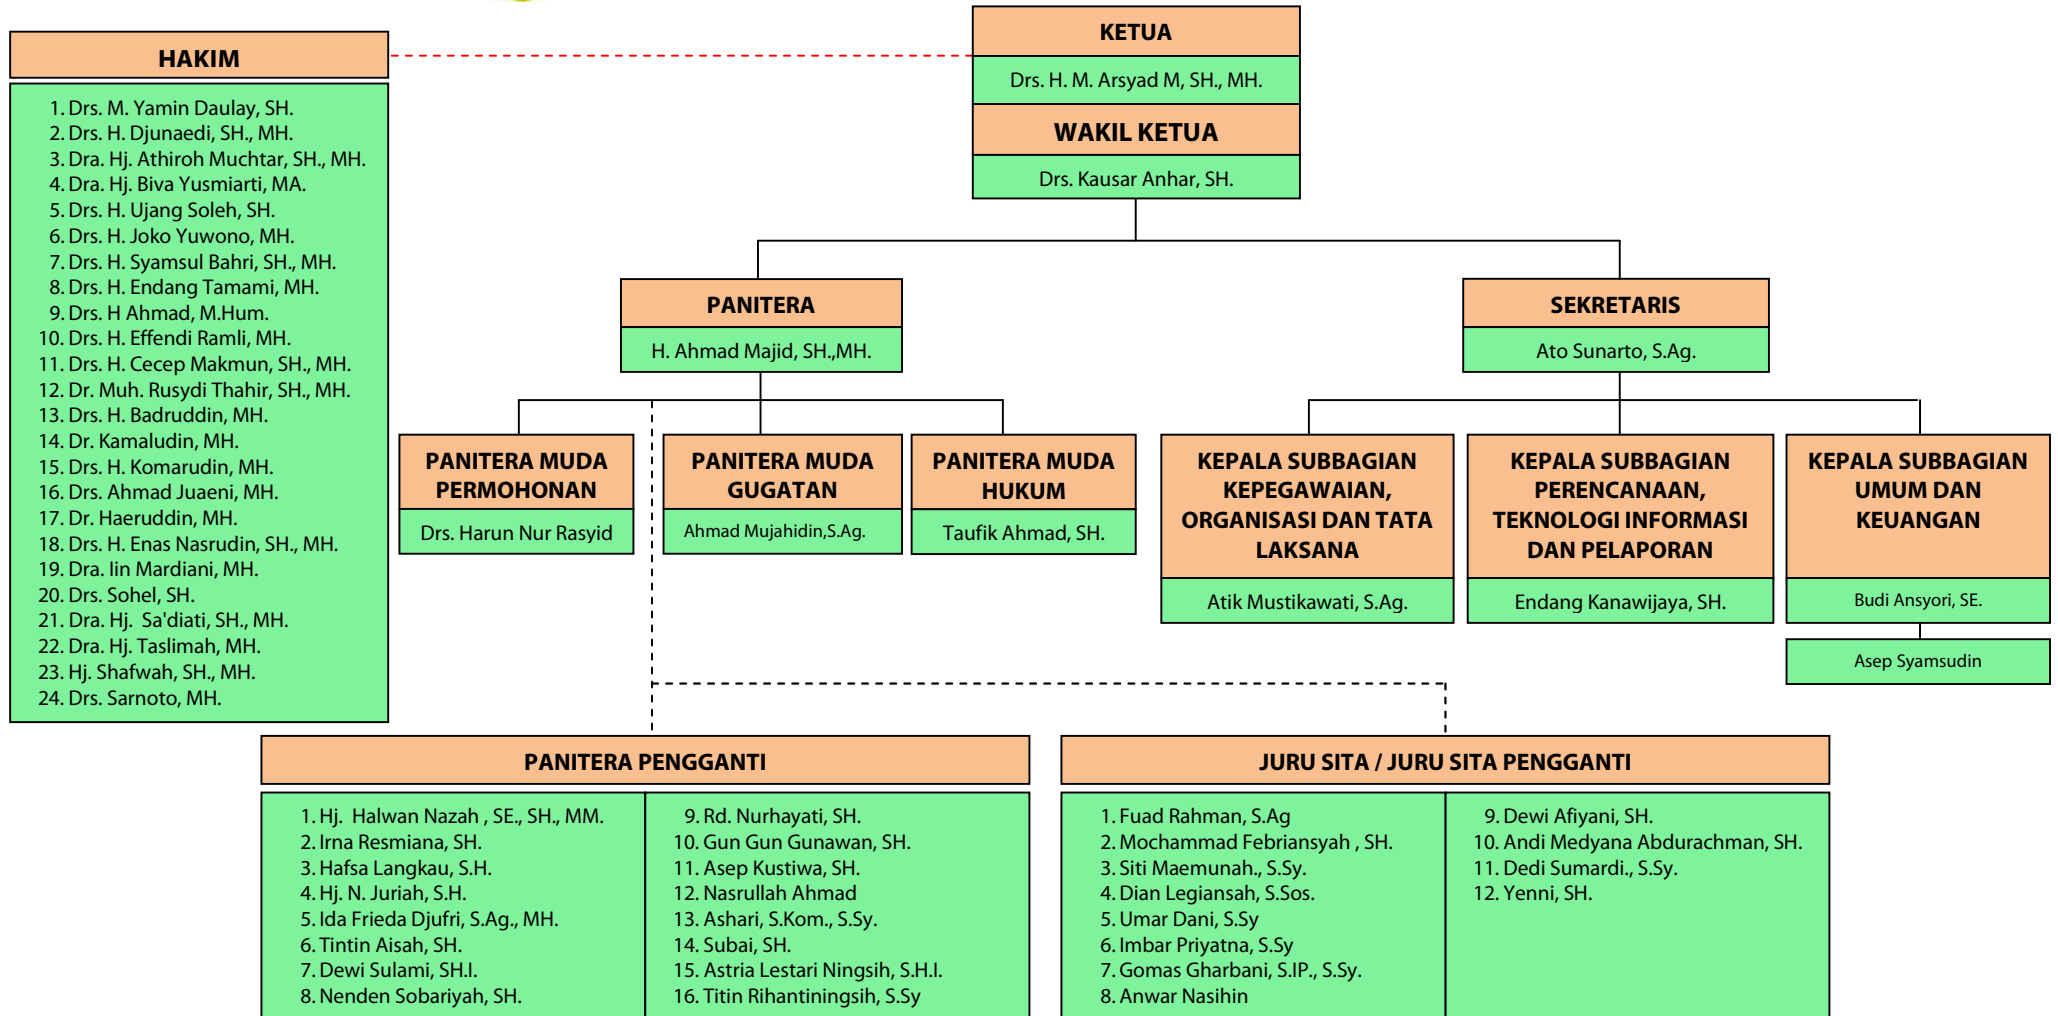 KETUA
Drs. H. M. Arsyad M, SH., MH.
WAKIL KETUA
Drs. Kausar Anhar, SH.
HAKIM
1. Drs. M. Yamin Daulay, SH.
2. Drs. H. Djunaedi, SH., MH.
3. Dra. Hj. Athiroh Muchtar, SH., MH.
4. Dra. Hj. Biva Yusmiarti, MA.
5. Drs. H. Ujang Soleh, SH.
6. Drs. H. Joko Yuwono, MH.
7. Drs. H. Syamsul Bahri, SH., MH.
8. Drs. H. Endang Tamami, MH.
9. Drs. H Ahmad, M.Hum.
10. Drs. H. Effendi Ramli, MH.
11. Drs. H. Cecep Makmun, SH., MH.
12. Dr. Muh. Rusydi Thahir, SH., MH.
13. Drs. H. Badruddin, MH.
14. Dr. Kamaludin, MH.
15. Drs. H. Komarudin, MH.
16. Drs. Ahmad Juaeni, MH.
17. Dr. Haeruddin, MH.
18. Drs. H. Enas Nasrudin, SH., MH.
19. Dra. Iin Mardiani, MH.
20. Drs. Sohel, SH.
21. Dra. Hj. Sa'diati, SH., MH.
22. Dra. Hj. Taslimah, MH.
23. Hj. Shafwah, SH., MH.
24. Drs. Sarnoto, MH.
PANITERA
H. Ahmad Majid, SH.,MH.
SEKRETARIS
Ato Sunarto, S.Ag.
PANITERA MUDA
PERMOHONAN
Drs. Harun Nur Rasyid
PANITERA MUDA
GUGATAN
Ahmad Mujahidin,S.Ag.
PANITERA MUDA
HUKUM
Taufik Ahmad, SH.
KEPALA SUBBAGIAN
KEPEGAWAIAN,
ORGANISASI DAN TATA
LAKSANA
Atik Mustikawati, S.Ag.
KEPALA SUBBAGIAN
PERENCANAAN,
TEKNOLOGI INFORMASI
DAN PELAPORAN
Endang Kanawijaya, SH.
KEPALA SUBBAGIAN
UMUM DAN
KEUANGAN
Budi Ansyori, SE.
Asep Syamsudin
PANITERA PENGGANTI
1. Hj. Halwan Nazah , SE., SH., MM.
2. Irna Resmiana, SH.
3. Hafsa Langkau, S.H.
4. Hj. N. Juriah, S.H.
5. Ida Frieda Djufri, S.Ag., MH.
6. Tintin Aisah, SH.
7. Dewi Sulami, SH.I.
8. Nenden Sobariyah, SH.
9. Rd. Nurhayati, SH.
10. Gun Gun Gunawan, SH.
11. Asep Kustiwa, SH.
12. Nasrullah Ahmad
13. Ashari, S.Kom., S.Sy.
14. Subai, SH.
15. Astria Lestari Ningsih, S.H.I.
16. Titin Rihantiningsih, S.Sy
JURU SITA / JURU SITA PENGGANTI
1. Fuad Rahman, S.Ag
2. Mochammad Febriansyah , SH.
3. Siti Maemunah., S.Sy.
4. Dian Legiansah, S.Sos.
5. Umar Dani, S.Sy
6. Imbar Priyatna, S.Sy
7. Gomas Gharbani, S.IP., S.Sy.
8. Anwar Nasihin
9. Dewi Afiyani, SH.
10. Andi Medyana Abdurachman, SH.
11. Dedi Sumardi., S.Sy.
12. Yenni, SH.